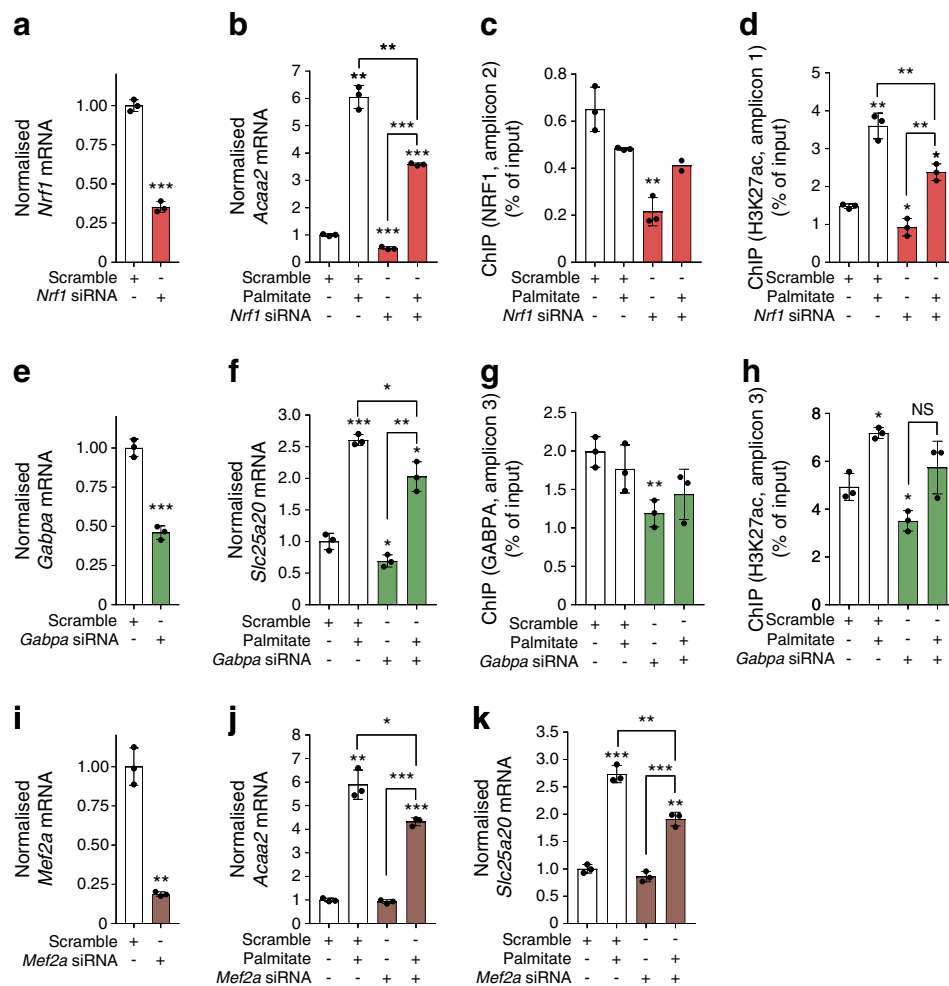 a
Normalised
Nrf1 mRNA
1.00
0.50
0.25
0
***
Scramble + -
Nrf1 siRNA - +
b
Normalised
Acaa2 mRNA
7
6
4
3
1
0
**
**
***
***
***
Scramble + + - -
Palmitate - + - +
Nrf1 siRNA - - + +
c
ChIP (NRF1, amplicon 2)
(% of input)
0.8
0.6
0.4
0.2
0
**
Scramble + + - -
Palmitate - + - +
Nrf1 siRNA - - + +
d
ChIP (H3K27ac, amplicon 1)
(% of input)
5
4
3
2
1
0
**
**
**
*
*
Scramble + + - -
Palmitate - + - +
Nrf1 siRNA - - + +
e
Normalised
Gabpa mRNA
1.00
0.75
0.50
0.25
0
***
Scramble + -
Gabpa siRNA - +
f
Normalised
Slc25a20 mRNA
3.0
2.5
2.0
1.5
1.0
0.5
0
*
***
**
*
*
Scramble + + - -
Palmitate - + - +
Gabpa siRNA - - + +
g
ChIP (GABPA, amplicon 3)
(% of input)
2.5
2.0
1.5
1.0
0.5
0
**
Scramble + + - -
Palmitate - + - +
Gabpa siRNA - - + +
h
ChIP (H3K27ac, amplicon 3)
(% of input)
8
6
4
2
0
*
NS
*
Scramble + + - -
Palmitate - + - +
Gabpa siRNA - - + +
i
Normalised
Mef2a mRNA
1.00
0.75
0.50
0.25
0
**
Scramble + -
Mef2a siRNA - +
j
Normalised
Acaa2 mRNA
8
7
6
4
3
2
1
0
*
**
***
***
Scramble + + - -
Palmitate - + - +
Mef2a siRNA - - + +
k
Normalised
Slc25a20 mRNA
3.5
3.0
2.5
2.0
1.5
1.0
0.5
0
**
***
***
**
Scramble + + - -
Palmitate - + - +
Mef2a siRNA - - + +